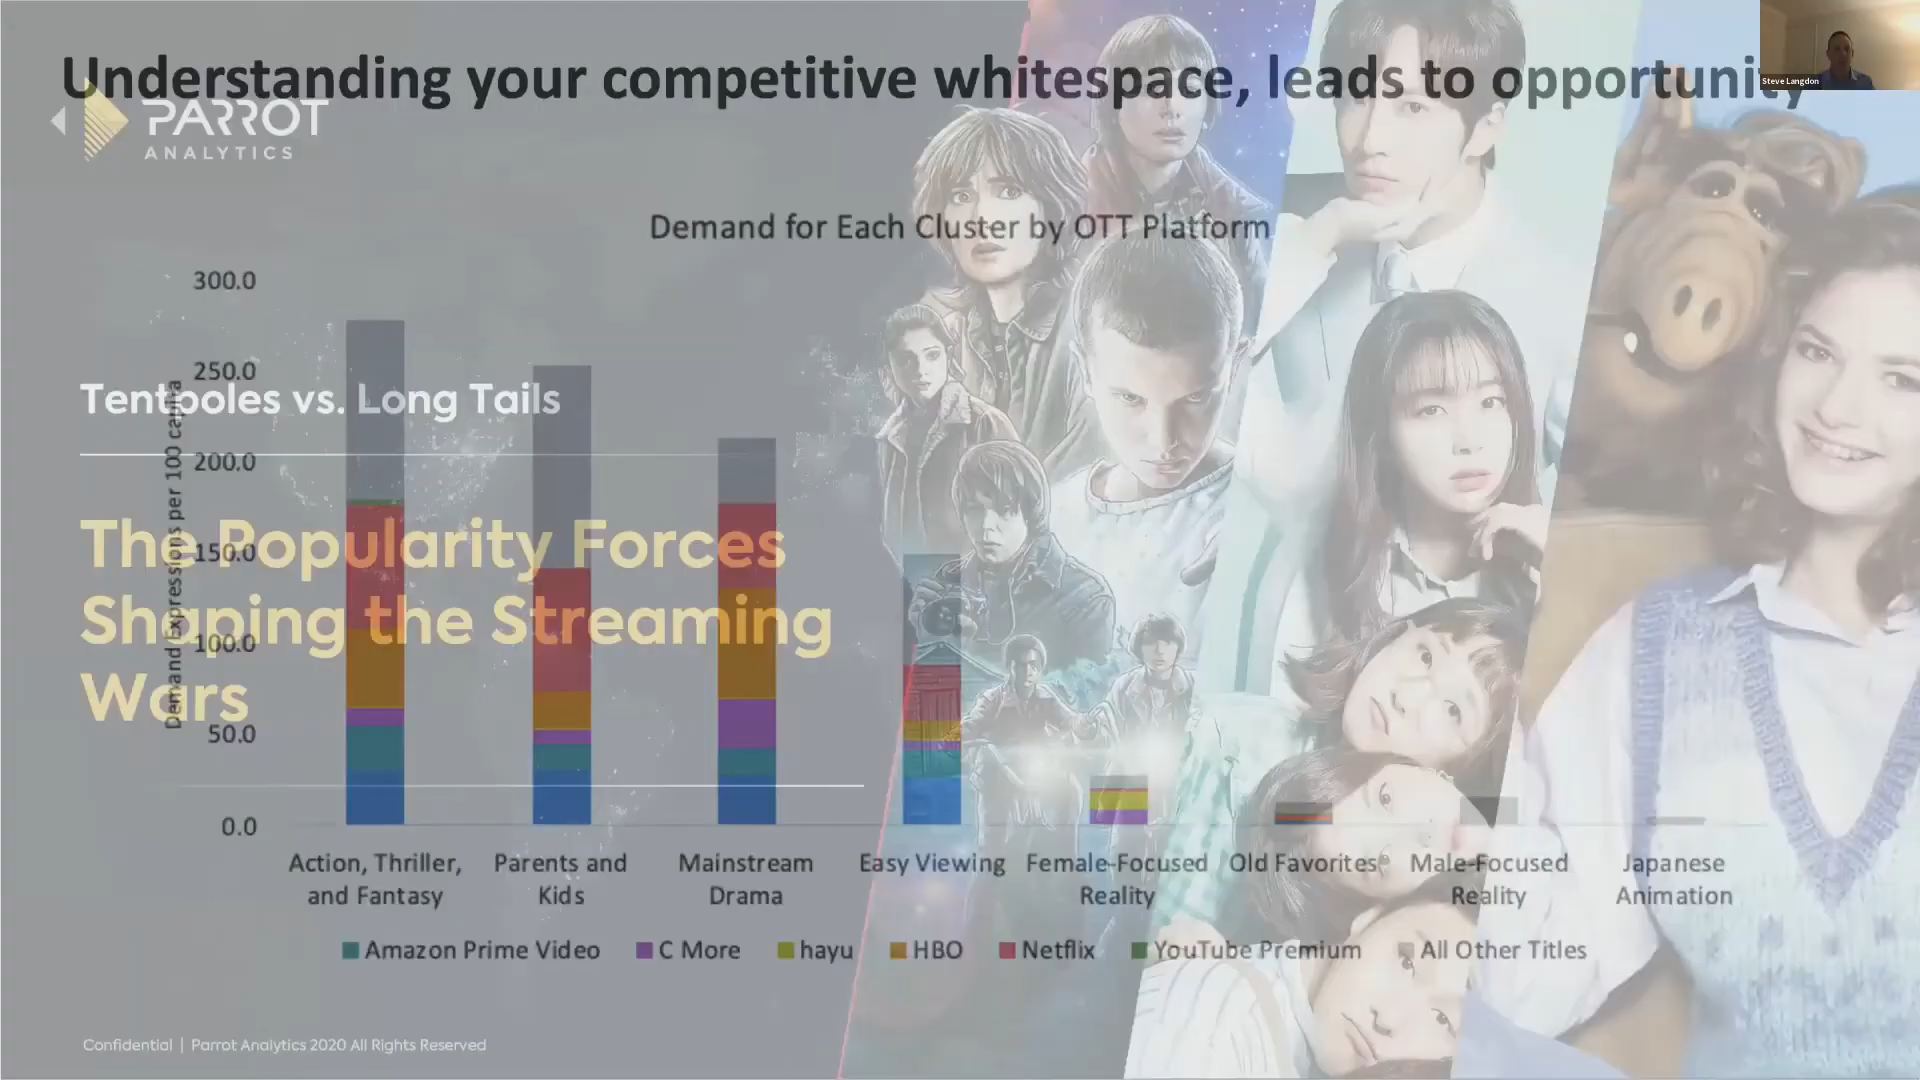 Understanding your competitive whitespace, leads to opportunity
Steve Langdon
PARROT
ANALYTICS
Demand for Each Cluster by OTT Platform
Tentpoles vs. Long Tails
The Popularity Forces
Shaping the Streaming
Wars
Demand Expressions per 100 capita
300.0
250.0
200.0
150.0
100.0
50.0
0.0
Action, Thriller,
and Fantasy
Parents and
Kids
Mainstream
Drama
Easy Viewing
Female-Focused
Reality
Old Favorites
Male-Focused
Reality
Japanese
Animation
Amazon Prime Video
C More
hayu
HBO
Netflix
YouTube Premium
All Other Titles
Confidential | Parrot Analytics 2020 All Rights Reserved